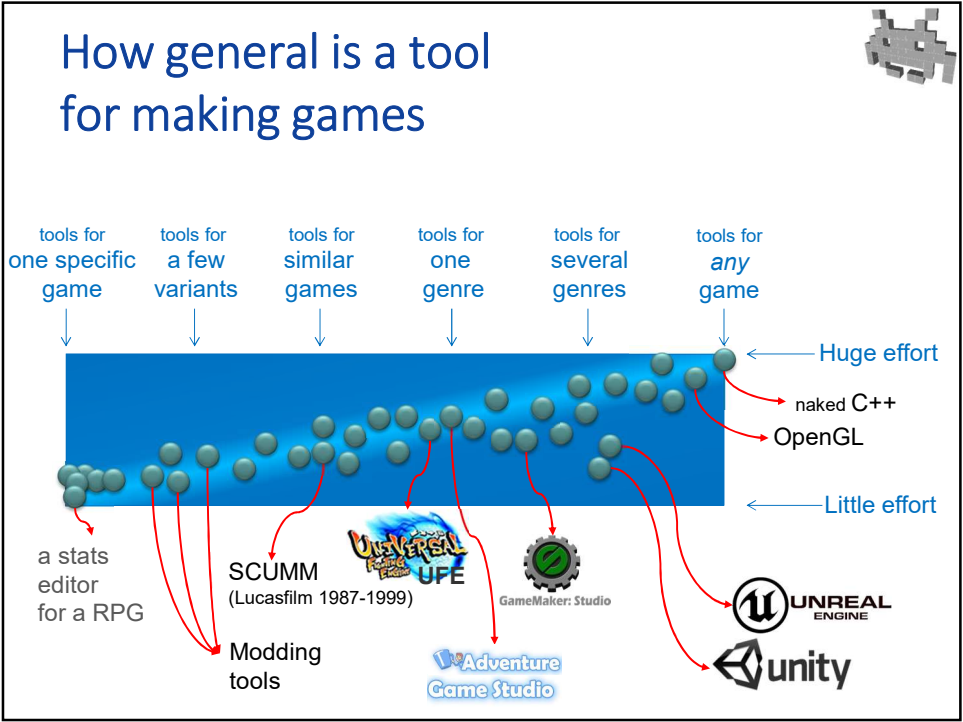 How general is a tool
for making games
tools for
one specific
game
tools for
a few
variants
tools for
similar
games
tools for
one
genre
tools for
several
genres
tools for
any
game
Huge effort
naked C++
OpenGL
Little effort
a stats
editor
for a RPG
SCUMM
(Lucasfilm 1987-1999)
Modding
tools
UNIVERSAL
FIGHTING ENGINE
UFE
Adventure
Game Studio
GameMaker: Studio
UNREAL
ENGINE
unity